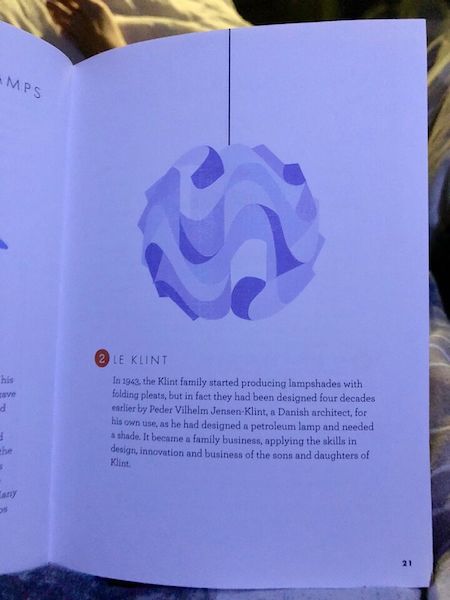 AMPS
his
ave
d
d
the
s
Many
ps
2 LE KLINT
In 1943, the Klint family started producing lampshades with
folding pleats, but in fact they had been designed four decades
earlier by Peder Vilhelm Jensen-Klint, a Danish architect, for
his own use, as he had designed a petroleum lamp and needed
a shade. It became a family business, applying the skills in
design, innovation and business of the sons and daughters of
Klint.
21